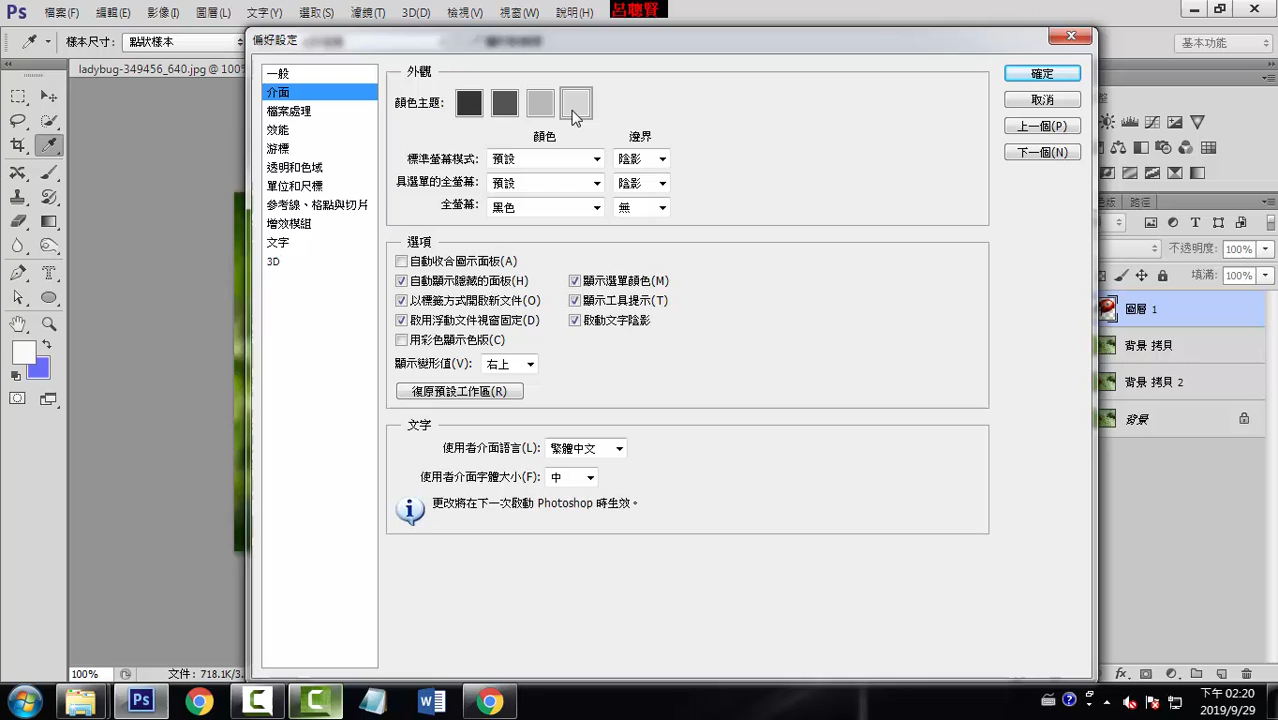 Ps 檔案(F) 編輯(E) 影像(I) 圖層(L) 文字(Y) 選取(S) 濾鏡(T) 3D(D) 檢視(V) 視窗(W) 說明(H) 呂聰賢
樣本尺寸: 點狀樣本
基本功能
ladybug-349456_640.jpg @ 100%
偏好設定
一般
介面
檔案處理
效能
游標
透明和色域
單位和尺標
參考線、格點與切片
增效模組
文字
3D
外觀
顏色主題:
顏色 邊界
標準螢幕模式: 預設 陰影
具選單的全螢幕: 預設 陰影
全螢幕: 黑色 無
選項
自動收合圖示面板(A)
自動顯示隱藏的面板(H) 顯示選單顏色(M)
以標籤方式開啟新文件(O) 顯示工具提示(T)
啟用浮動文件視窗固定(D) 啟動文字陰影
用彩色顯示色版(C)
顯示變形值(V): 右上
復原預設工作區(R)
文字
使用者介面語言(L): 繁體中文
使用者介面字體大小(F): 中
更改將在下一次啟動 Photoshop 時生效。
確定
取消
上一個(P)
下一個(N)
路徑
不透明度: 100%
填滿: 100%
圖層 1
背景 拷貝
背景 拷貝 2
背景
100% 文件: 718.1K/3.
下午 02:20
2019/9/29